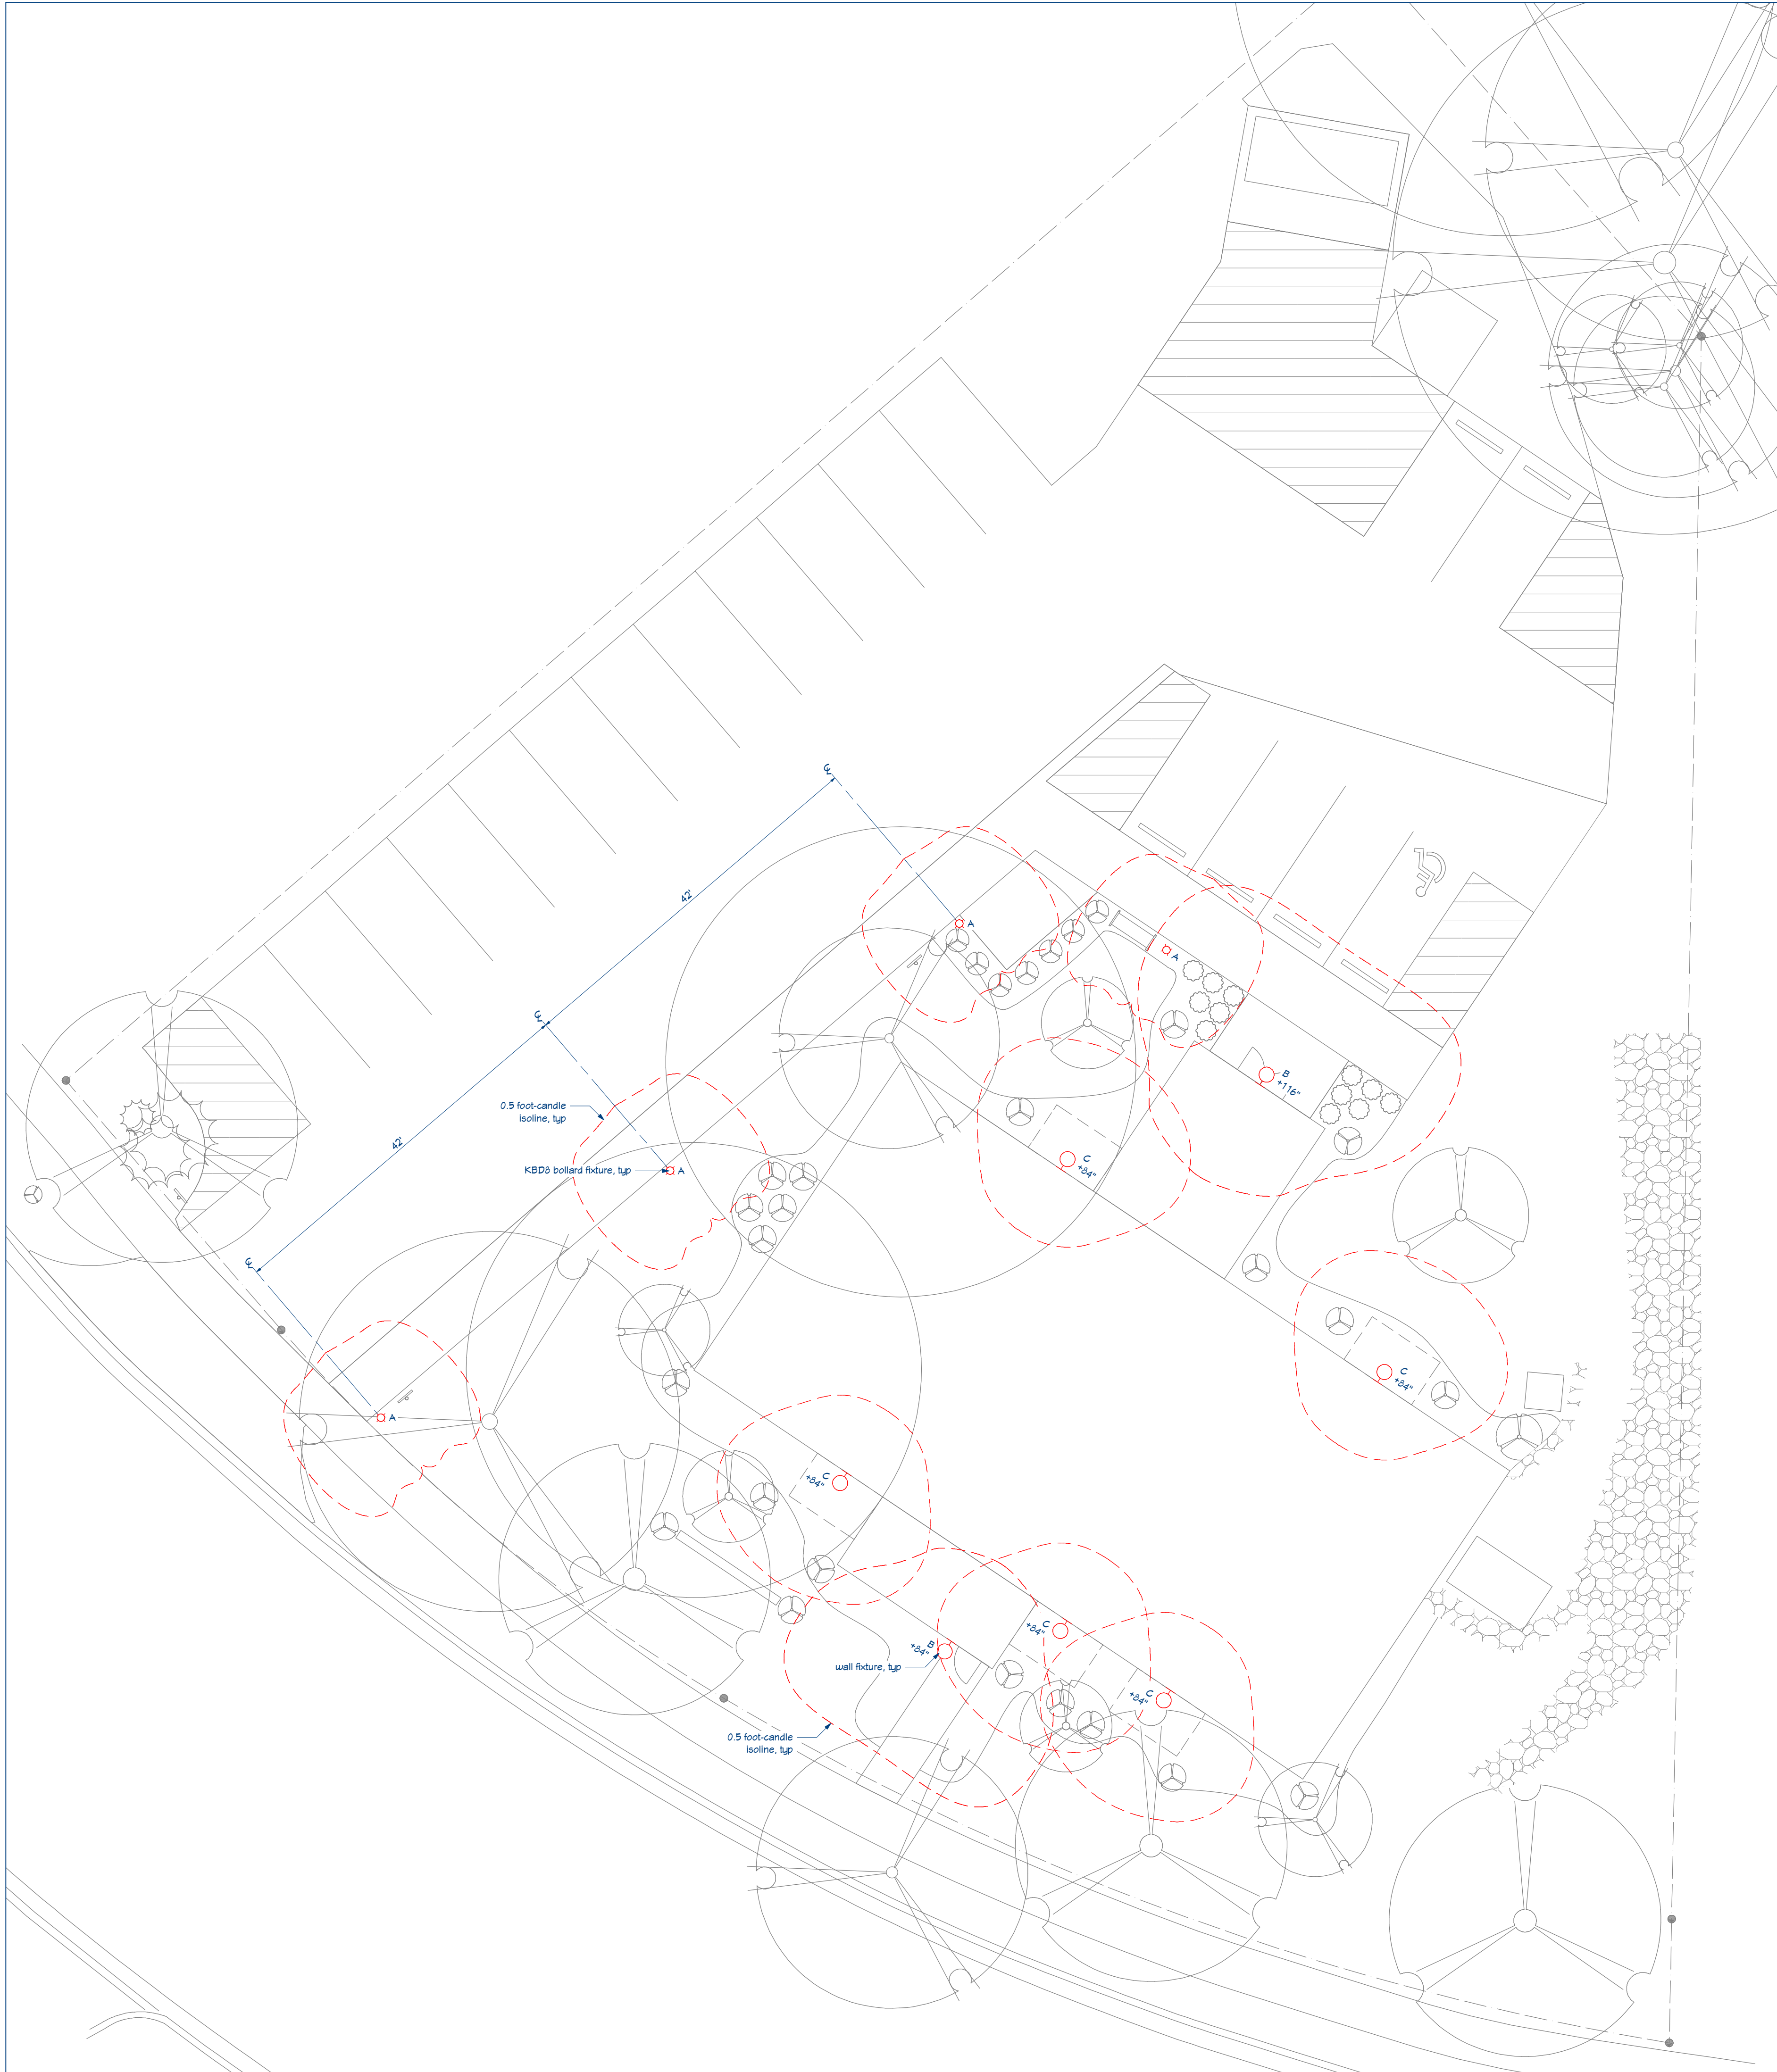 ℄
42'
A
A
℄
0.5 foot-candle
isoline, typ
B
+116"
42'
C
+84"
KBD8 bollard fixture, typ
A
℄
C
+84"
A
C
+84"
C
+84"
B
+84"
wall fixture, typ
C
+84"
0.5 foot-candle
isoline, typ